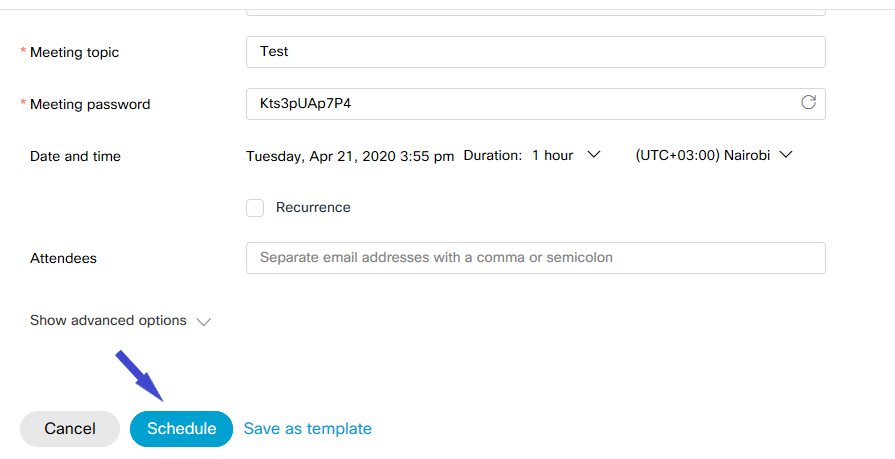 * Meeting topic Test
* Meeting password Kts3pUAp7P4
Date and time Tuesday, Apr 21, 2020 3:55 pm Duration: 1 hour (UTC+03:00) Nairobi
Recurrence
Attendees Separate email addresses with a comma or semicolon
Show advanced options
Cancel Schedule Save as template